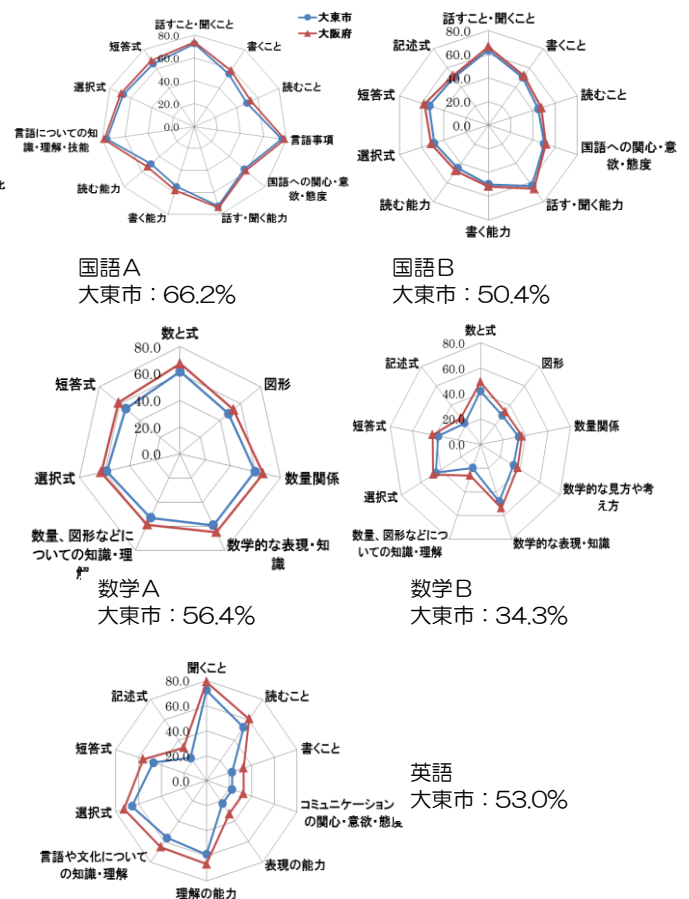 大東市
大阪府
話すこと・聞くこと
書くこと
読むこと
言語事項
国語への関心・意
欲・態度
話す・聞く能力
書く能力
読む能力
言語についての知
識・理解・技能
選択式
短答式
80.0
60.0
40.0
20.0
0.0
国語A
大東市：66.2%
話すこと・聞くこと
書くこと
読むこと
国語への関心・意
欲・態度
話す・聞く能力
書く能力
読む能力
選択式
短答式
記述式
80.0
60.0
40.0
20.0
0.0
国語B
大東市：50.4%
数と式
図形
数量関係
数学的な表現・知
識
数量、図形などに
ついての知識・理
解
選択式
短答式
80.0
60.0
40.0
20.0
0.0
数学A
大東市：56.4%
数と式
図形
数量関係
数学的な見方や考
え方
数学的な表現・知識
数量、図形などにつ
いての知識・理解
選択式
短答式
記述式
80.0
60.0
40.0
20.0
0.0
数学B
大東市：34.3%
聞くこと
読むこと
書くこと
コミュニケーション
の関心・意欲・態
表現の能力
理解の能力
言語や文化について
の知識・理解
選択式
短答式
記述式
80.0
60.0
40.0
20.0
0.0
英語
大東市：53.0%